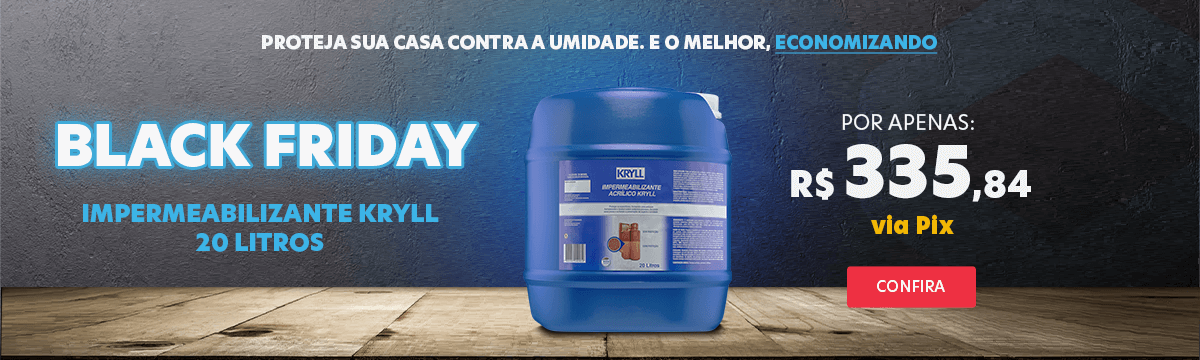 PROTEJA SUA CASA CONTRA A UMIDADE. E O MELHOR, ECONOMIZANDO
BLACK FRIDAY
IMPERMEABILIZANTE KRYLL
20 LITROS
KRYLL
IMPERMEABILIZANTE
ACRÍLICO KRYLL
20 Litros
POR APENAS:
R$ 335,84
via Pix
CONFIRA